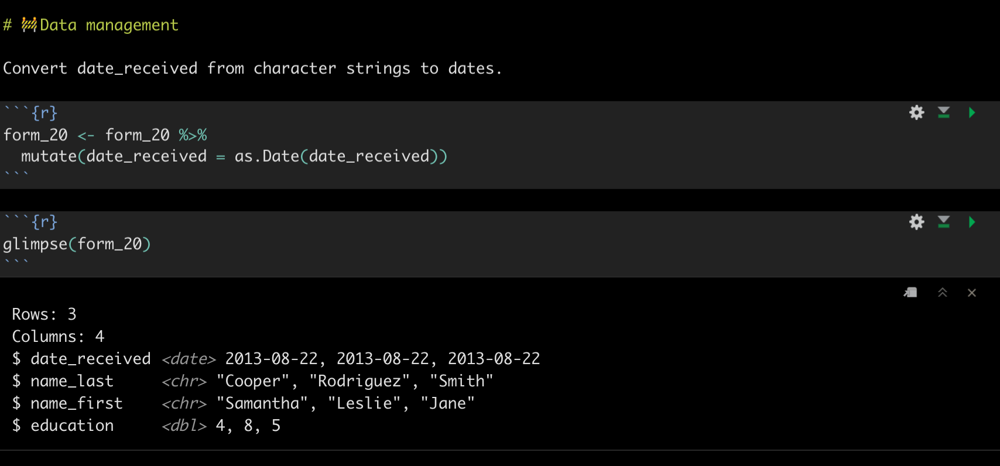 # 🚧Data management
Convert date_received from character strings to dates.
```{r}
form_20 <- form_20 %>%
  mutate(date_received = as.Date(date_received))
```
```{r}
glimpse(form_20)
```
Rows: 3
Columns: 4
$ date_received <date> 2013-08-22, 2013-08-22, 2013-08-22
$ name_last     <chr> "Cooper", "Rodriguez", "Smith"
$ name_first    <chr> "Samantha", "Leslie", "Jane"
$ education     <dbl> 4, 8, 5